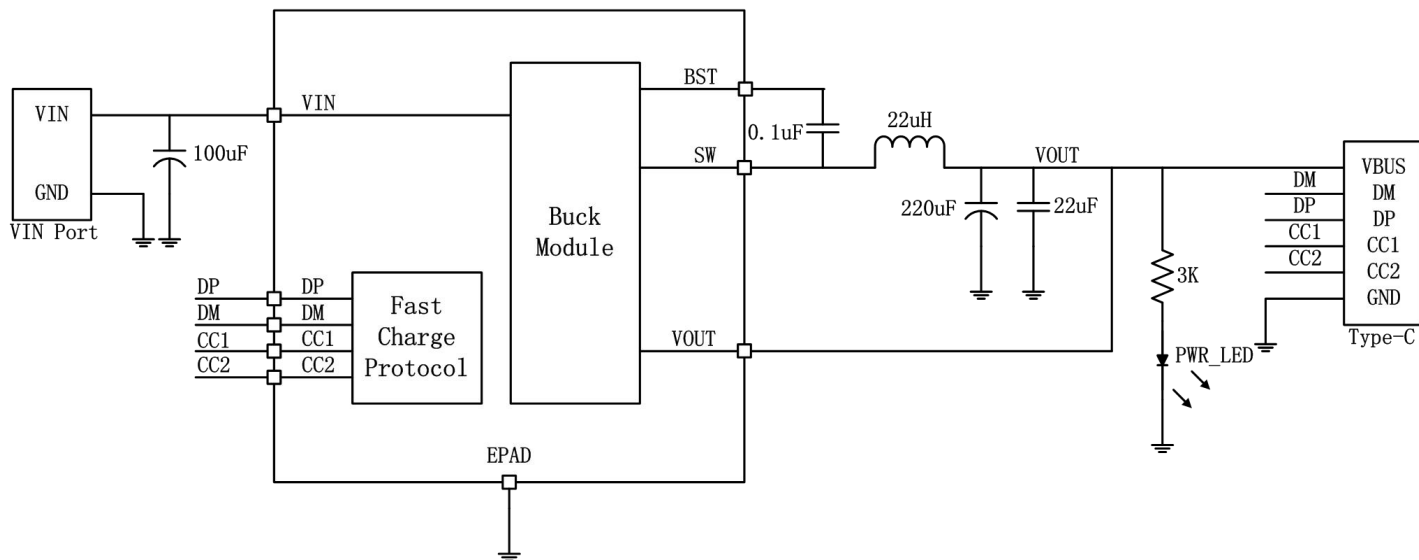 VIN
GND
VIN Port
100uF
VIN
BST
SW
Buck
Module
VOUT
DP
DM
CC1
CC2
DP
DM
CC1
CC2
Fast
Charge
Protocol
EPAD
0.1uF
22uH
VOUT
220uF
22uF
3K
PWR_LED
DM
DP
CC1
CC2
VBUS
DM
DP
CC1
CC2
GND
Type-C